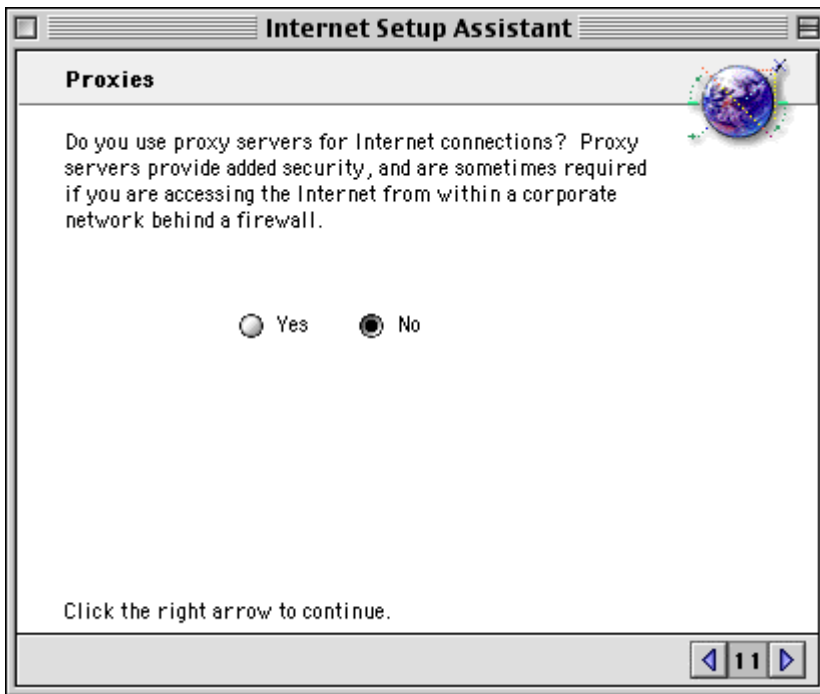 Internet Setup Assistant
Proxies
Do you use proxy servers for Internet connections? Proxy
servers provide added security, and are sometimes required
if you are accessing the Internet from within a corporate
network behind a firewall.
Yes No
Click the right arrow to continue.
11